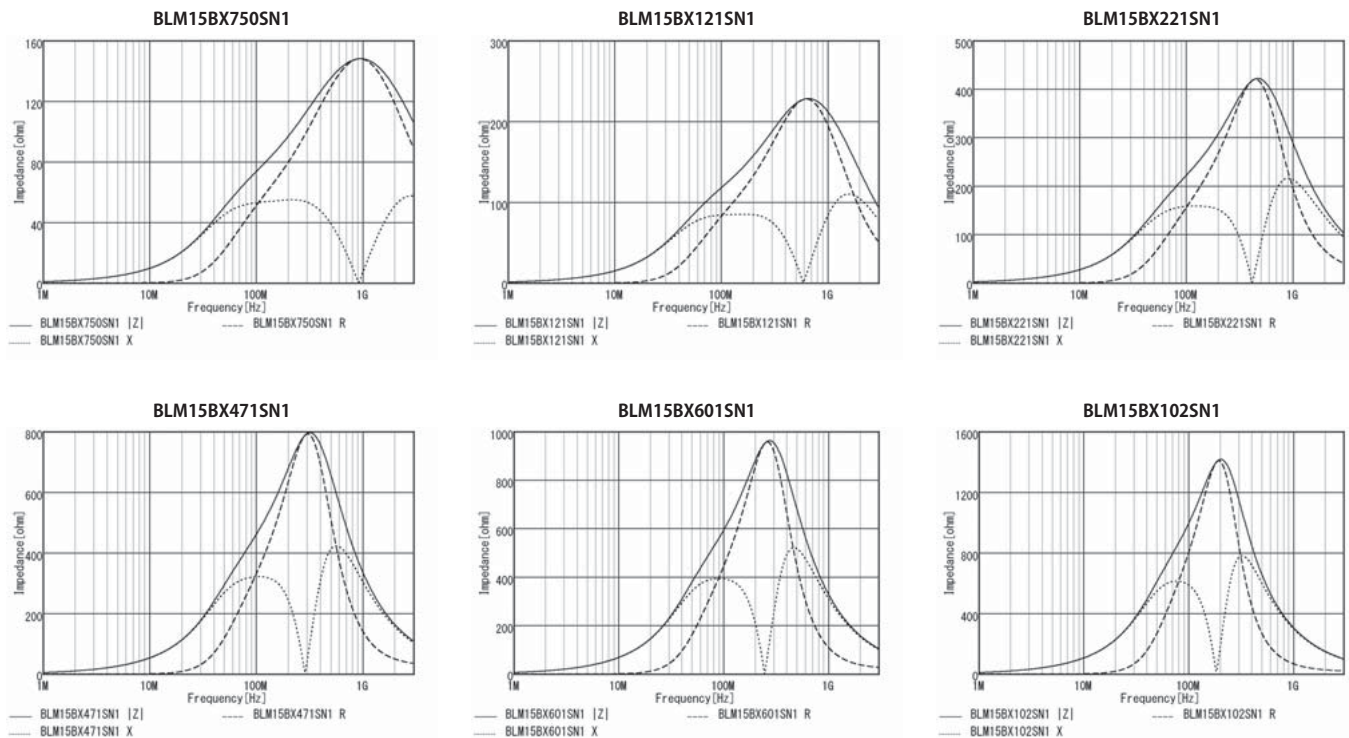 BLM15BX750SN1
160
120
80
40
0
Impedance[ohm]
1M 10M 100M 1G
Frequency[Hz]
BLM15BX750SN1 |Z| BLM15BX750SN1 R
BLM15BX750SN1 X
BLM15BX121SN1
300
200
100
0
Impedance[ohm]
1M 10M 100M 1G
Frequency[Hz]
BLM15BX121SN1 |Z| BLM15BX121SN1 R
BLM15BX121SN1 X
BLM15BX221SN1
500
400
300
200
100
0
Impedance[ohm]
1M 10M 100M 1G
Frequency[Hz]
BLM15BX221SN1 |Z| BLM15BX221SN1 R
BLM15BX221SN1 X
BLM15BX471SN1
800
600
400
200
0
Impedance[ohm]
1M 10M 100M 1G
Frequency[Hz]
BLM15BX471SN1 |Z| BLM15BX471SN1 R
BLM15BX471SN1 X
BLM15BX601SN1
1000
800
600
400
200
0
Impedance[ohm]
1M 10M 100M 1G
Frequency[Hz]
BLM15BX601SN1 |Z| BLM15BX601SN1 R
BLM15BX601SN1 X
BLM15BX102SN1
1600
1200
800
400
0
Impedance[ohm]
1M 10M 100M 1G
Frequency[Hz]
BLM15BX102SN1 |Z| BLM15BX102SN1 R
BLM15BX102SN1 X